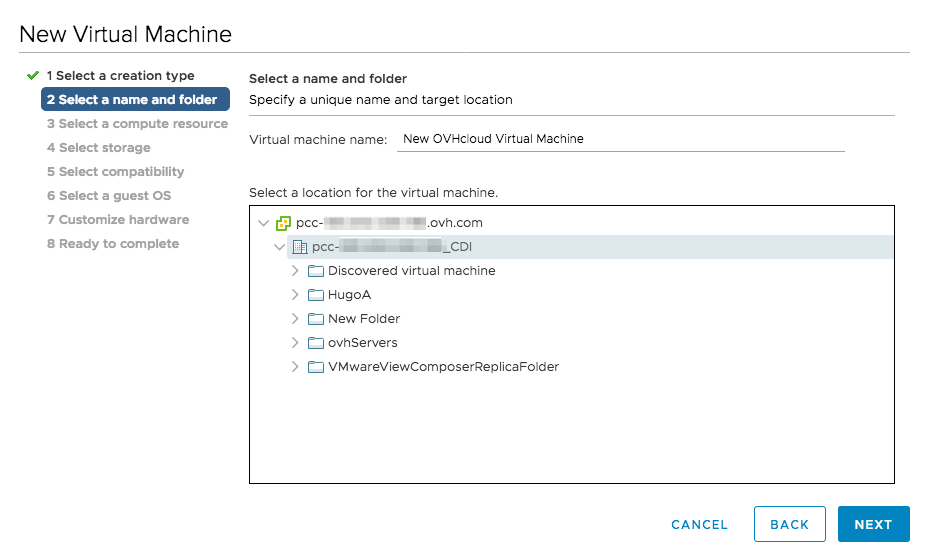 New Virtual Machine
1 Select a creation type
2 Select a name and folder
3 Select a compute resource
4 Select storage
5 Select compatibility
6 Select a guest OS
7 Customize hardware
8 Ready to complete
Select a name and folder
Specify a unique name and target location
Virtual machine name: New OVHcloud Virtual Machine
Select a location for the virtual machine.
pcc- .ovh.com
pcc- _CDI
Discovered virtual machine
HugoA
New Folder
ovhServers
VMwareViewComposerReplicaFolder
CANCEL BACK NEXT